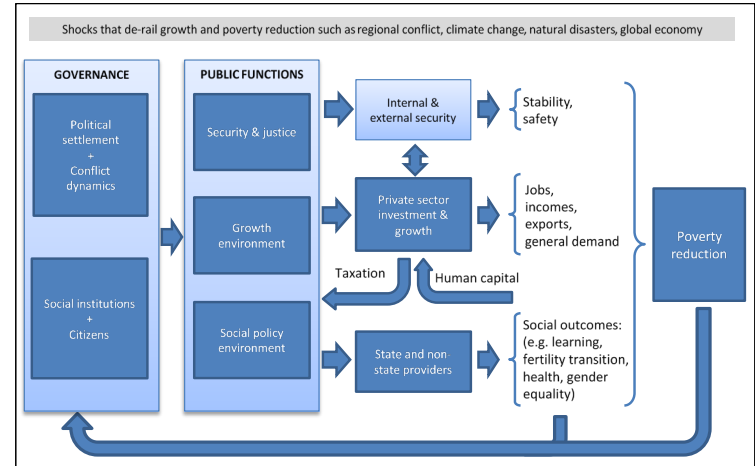 Shocks that de-rail growth and poverty reduction such as regional conflict, climate change, natural disasters, global economy
GOVERNANCE
Political
settlement
+
Conflict
dynamics
Social institutions
+
Citizens
PUBLIC FUNCTIONS
Security & justice
Growth
environment
Social policy
environment
Internal &
external security
Private sector
investment &
growth
Taxation
Human capital
State and non-
state providers
Stability,
safety
Jobs,
incomes,
exports,
general demand
Social outcomes:
(e.g. learning,
fertility transition,
health, gender
equality)
Poverty
reduction